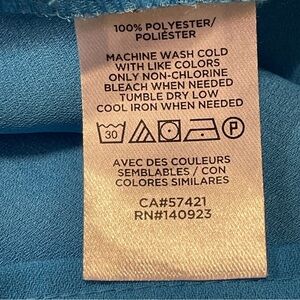 100% POLYESTER/
POLIÉSTER
MACHINE WASH COLD
WITH LIKE COLORS
ONLY NON-CHLORINE
BLEACH WHEN NEEDED
TUMBLE DRY LOW
COOL IRON WHEN NEEDED
30 P
AVEC DES COULEURS
SEMBLABLES / CON
COLORES SIMILARES
CA#57421
RN#140923